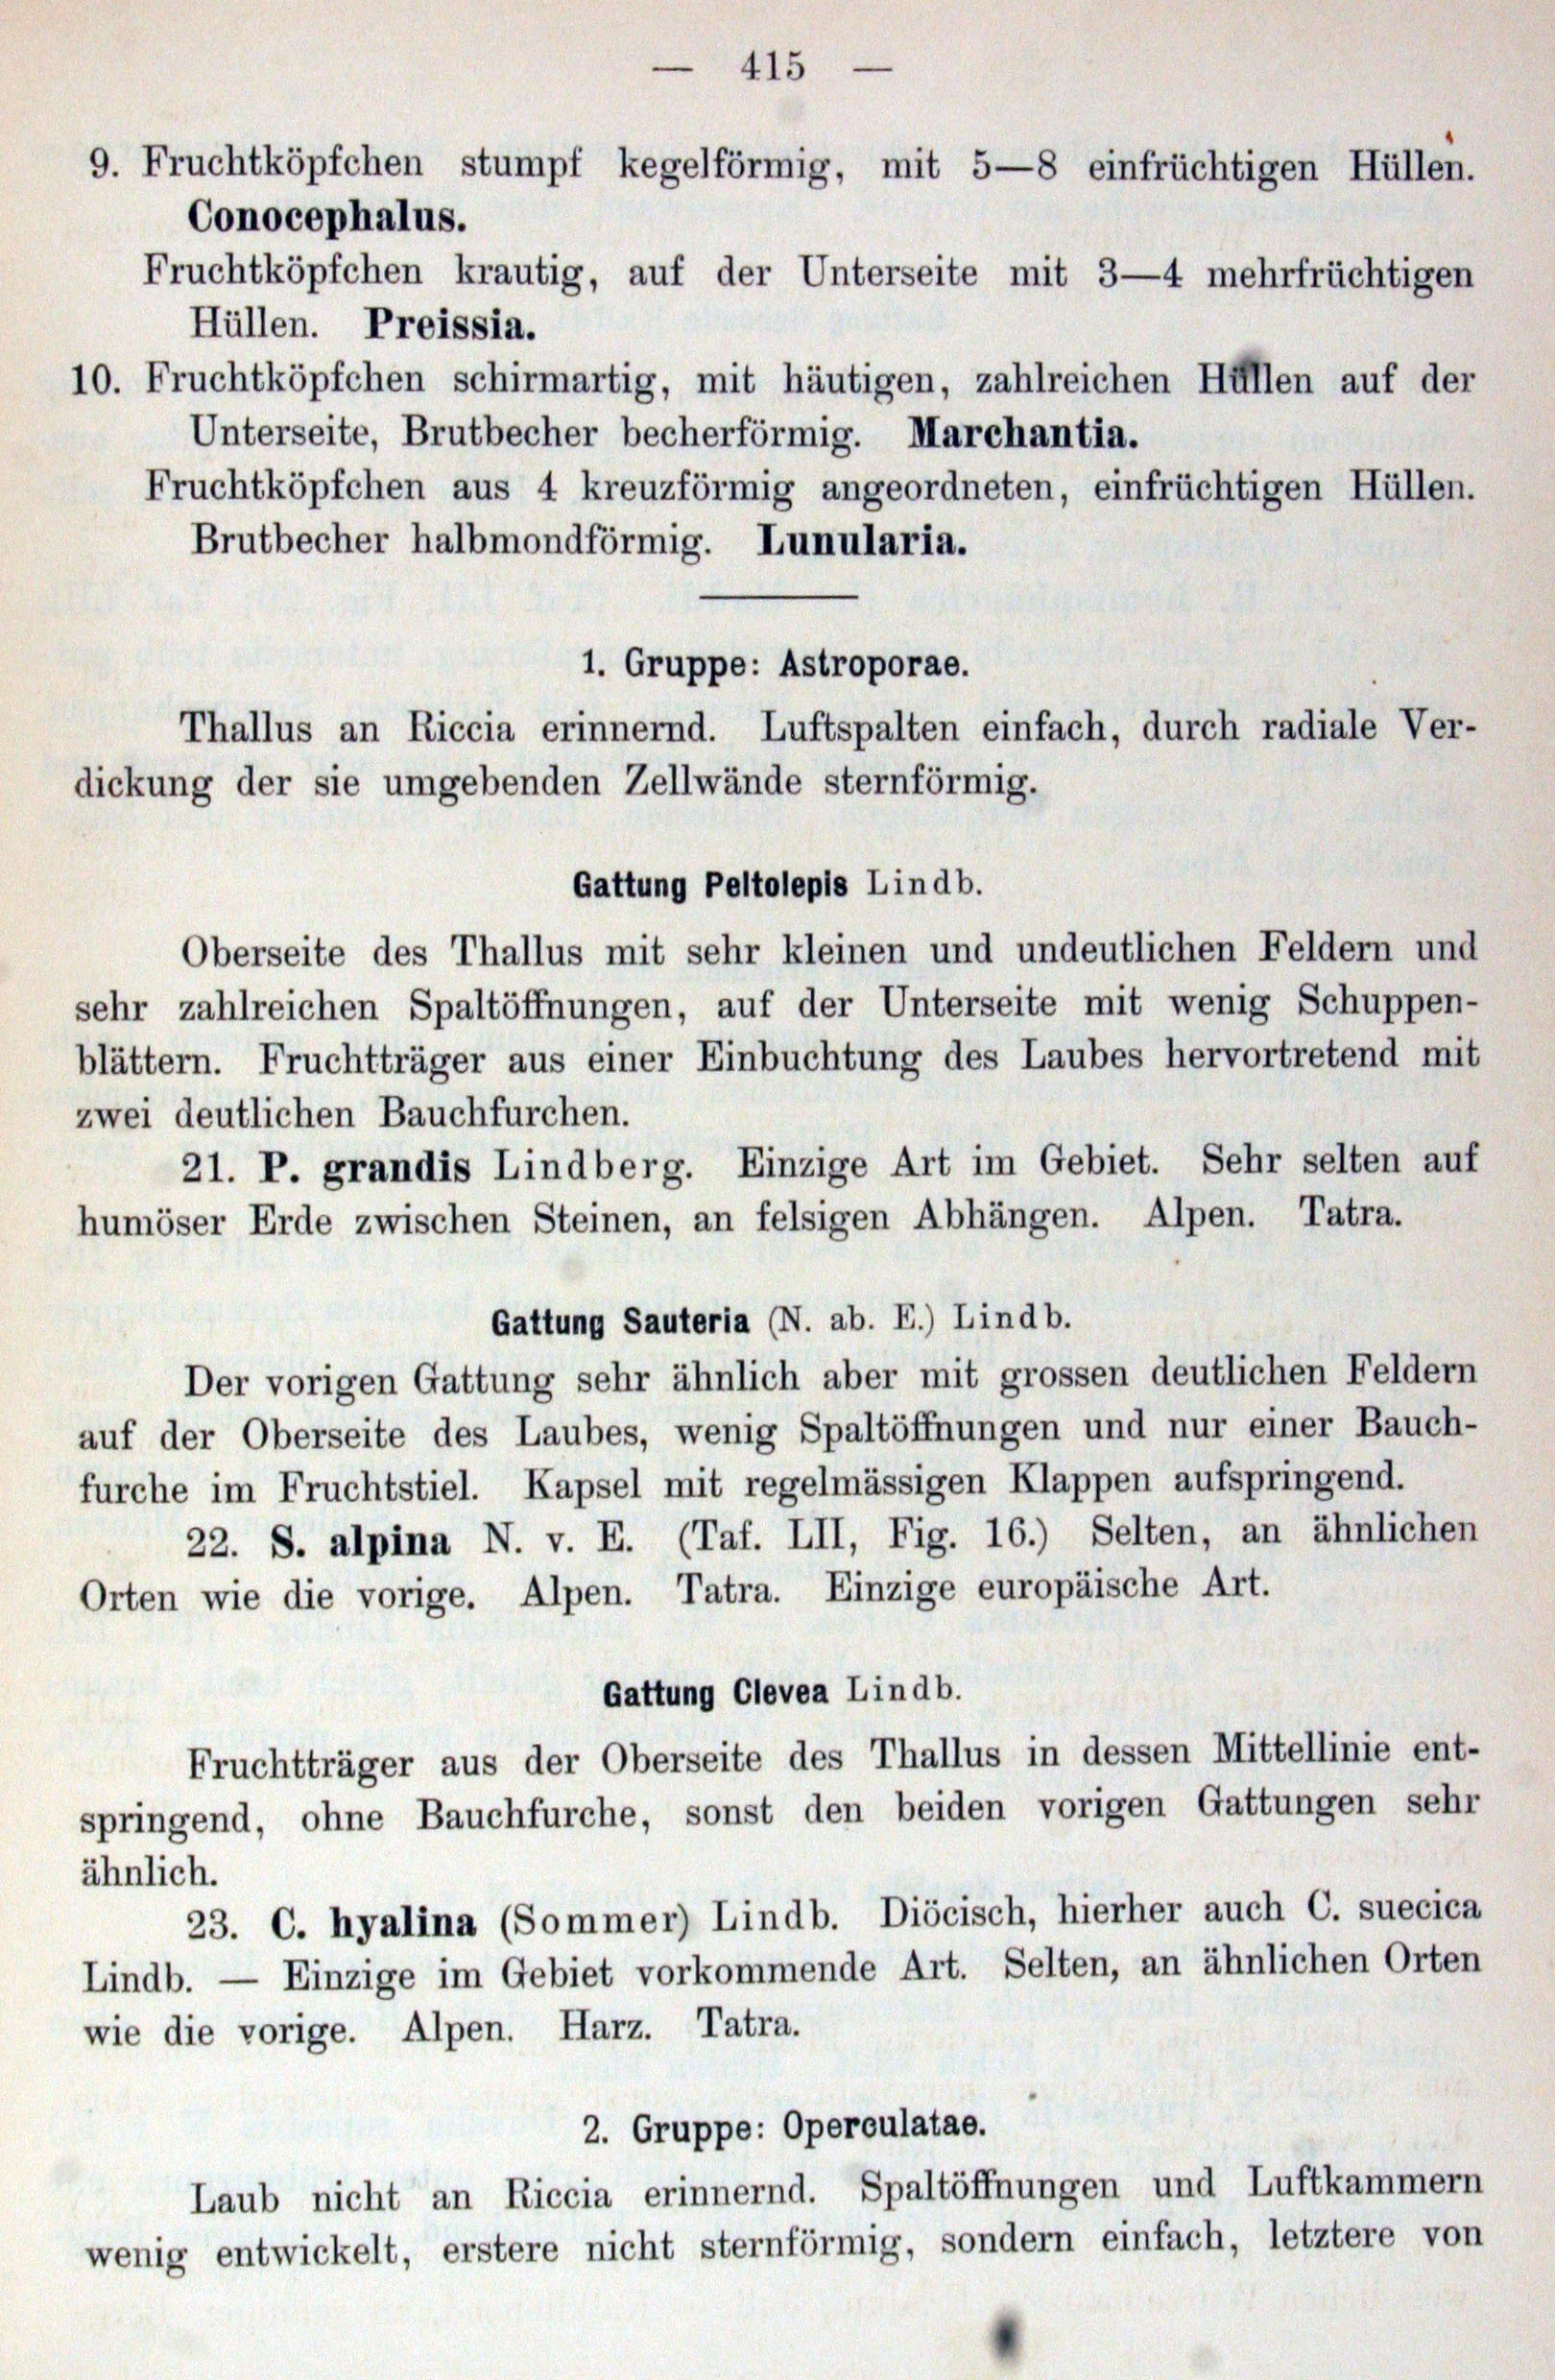 — 415 —
9. Fruchtköpfchen stumpf kegelförmig, mit 5—8 einfrüchtigen Hüllen.
Conocephalus.
Fruchtköpfchen krautig, auf der Unterseite mit 3—4 mehrfrüchtigen
Hüllen. Preissia.
10. Fruchtköpfchen schirmartig, mit häutigen, zahlreichen Hüllen auf der
Unterseite, Brutbecher becherförmig. Marchantia.
Fruchtköpfchen aus 4 kreuzförmig angeordneten, einfrüchtigen Hüllen.
Brutbecher halbmondförmig. Lunularia.
1. Gruppe: Astroporae.
Thallus an Riccia erinnernd. Luftspalten einfach, durch radiale Ver-
dickung der sie umgebenden Zellwände sternförmig.
Gattung Peltolepis Lindb.
Oberseite des Thallus mit sehr kleinen und undeutlichen Feldern und
sehr zahlreichen Spaltöffnungen, auf der Unterseite mit wenig Schuppen-
blättern. Fruchtträger aus einer Einbuchtung des Laubes hervortretend mit
zwei deutlichen Bauchfurchen.
21. P. grandis Lindberg. Einzige Art im Gebiet. Sehr selten auf
humöser Erde zwischen Steinen, an felsigen Abhängen. Alpen. Tatra.
Gattung Sauteria (N. ab. E.) Lindb.
Der vorigen Gattung sehr ähnlich aber mit grossen deutlichen Feldern
auf der Oberseite des Laubes, wenig Spaltöffnungen und nur einer Bauch-
furche im Fruchtstiel. Kapsel mit regelmässigen Klappen aufspringend.
22. S. alpina N. v. E. (Taf. LII, Fig. 16.) Selten, an ähnlichen
Orten wie die vorige. Alpen. Tatra. Einzige europäische Art.
Gattung Clevea Lindb.
Fruchtträger aus der Oberseite des Thallus in dessen Mittellinie ent-
springend, ohne Bauchfurche, sonst den beiden vorigen Gattungen sehr
ähnlich.
23. C. hyalina (Sommer) Lindb. Diöcisch, hierher auch C. suecica
Lindb. — Einzige im Gebiet vorkommende Art. Selten, an ähnlichen Orten
wie die vorige. Alpen. Harz. Tatra.
2. Gruppe: Operculatae.
Laub nicht an Riccia erinnernd. Spaltöffnungen und Luftkammern
wenig entwickelt, erstere nicht sternförmig, sondern einfach, letztere von